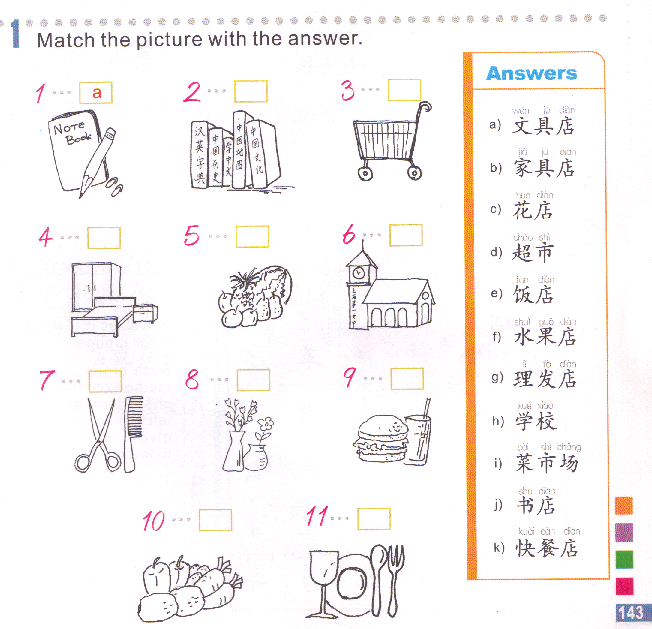 1 Match the picture with the answer.
1 ... a
2 ...
3 ...
NOTE
Book
汉英字典
中国历史
学中文
中国地图
中国文化
4 ...
5 ...
6 ...
7 ...
8 ...
9 ...
10 ...
11 ...
Answers
wén jù diàn
a) 文具店
jiā jù diàn
b) 家具店
huā diàn
c) 花店
chāo shì
d) 超市
fàn diàn
e) 饭店
shuǐ guǒ diàn
f) 水果店
lǐ fà diàn
g) 理发店
xué xiào
h) 学校
cài shì chǎng
i) 菜市场
shū diàn
j) 书店
kuài cān diàn
k) 快餐店
143